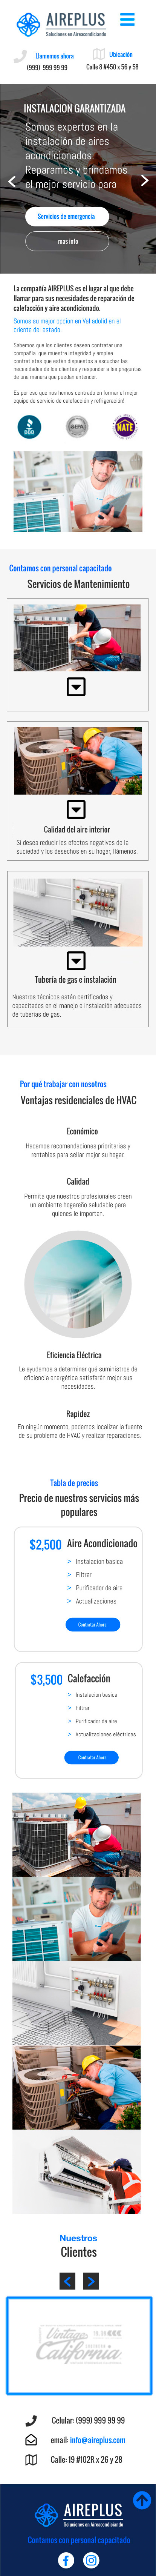 AIREPLUS
Soluciones en Aireacondicionado
Llamemos ahora
(999) 999 99 99
Ubicación
Calle 8 #450 x 56 y 58
INSTALACION GARANTIZADA
Somos expertos en la
instalación de aires
acondicionados.
Reparamos y brindamos
el mejor servicio para
Servicios de emergencia
mas info
La compañía AIREPLUS es el lugar al que debe
llamar para sus necesidades de reparación de
calefacción y aire acondicionado.
Somos su mejor opcion en Valladolid en el
oriente del estado.
Sabemos que los clientes desean contratar una
compañía que muestre integridad y empleé
contratar que estén dispuestos a escuchar las
necesidades de los clientes y responder a las preguntas
de una manera que puedan entender.
Es por eso que nos hemos centrado en ofrecer el mejor
equipo de servicio de calefacción y refrigeración!
BBB
NATE
Contamos con personal capacitado
Servicios de Mantenimiento
Calidad del aire interior
Si desea reducir los efectos negativos de la
suciedad y los desechos en su hogar, llámenos.
Tubería de gas e instalación
Nuestros técnicos están certificados y
capacitados en el manejo e instalación adecuados
de tuberías de gas.
Por qué trabajar con nosotros
Ventajas residenciales de HVAC
Económico
Hacemos recomendaciones prioritarias y
rentables para sellar mejor su hogar.
Calidad
Permita que nuestros profesionales creen
un ambiente hogareño saludable para
quienes le importan.
Eficiencia Eléctrica
Le ayudamos a determinar qué suministros de
eficiencia energética satisfarán mejor sus
necesidades.
Rapidez
En ningún momento, podemos localizar la fuente
de su problema de HVAC y realizar reparaciones.
Tabla de precios
Precio de nuestros servicios más
populares
$2,500 Aire Acondicionado
> Instalacion basica
> Filtrar
> Purificador de aire
> Actualizaciones
Contratar Ahora
$3,500 Calefacción
> Instalacion basica
> Filtrar
> Purificador de aire
> Actualizaciones eléctricas
Contratar Ahora
Nuestros
Clientes
Vintage
California
Celular: (999) 999 99 99
email: info@aireplus.com
Calle: 19 #102R x 26 y 28
AIREPLUS
Soluciones en Aireacondicionado
Contamos con personal capacitado